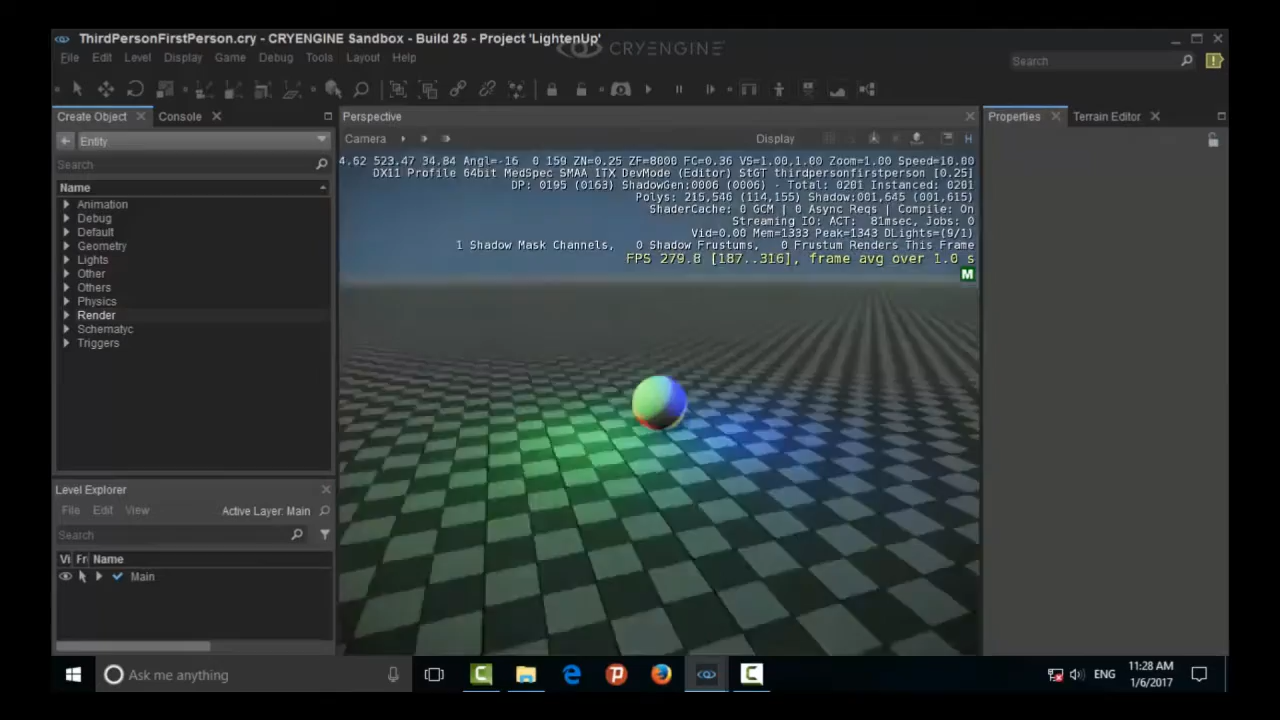 ThirdPersonFirstPerson.cry - CRYENGINE Sandbox - Build 25 - Project 'LightenUp'
CRYENGINE
File Edit Level Display Game Debug Tools Layout Help
Search
Create Object
Console
Perspective
Properties
Terrain Editor
Entity
Camera
Display
H
Search
Name
Animation
Debug
Default
Geometry
Lights
Other
Others
Physics
Render
Schematyc
Triggers
4.62 523.47 34.84 Angl=-16 0 159 ZN=0.25 ZF=8000 FC=0.36 VS=1.00,1.00 Zoom=1.00 Speed=10.00
DX11 Profile 64bit MedSpec SMAA 1TX DevMode (Editor) StGT thirdpersonfirstperson [0.25]
DP: 0195 (0163) ShadowGen:0006 (0006) - Total: 0201 Instanced: 0201
Polys: 215,546 (114,155) Shadow:001,645 (001,615)
ShaderCache: 0 GCM | 0 Async Reqs | Compile: On
Streaming IO: ACT: 81msec, Jobs: 0
Vid=0.00 Mem=1333 Peak=1343 DLights=(9/1)
1 Shadow Mask Channels, 0 Shadow Frustums, 0 Frustum Renders This Frame
FPS 279.8 [187..316], frame avg over 1.0 s
M
Level Explorer
File Edit View Active Layer: Main
Search
Vi Fr Name
Main
Ask me anything
ENG
11:28 AM
1/6/2017